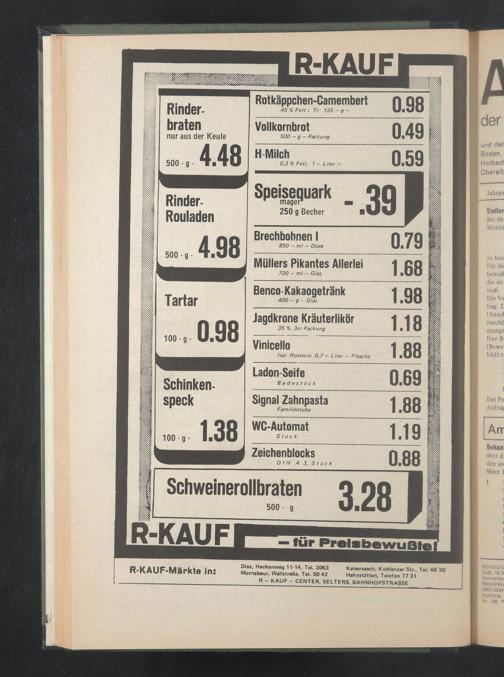 R-KAUF
Rinder-
braten
nur aus der Keule
500 - g - 4.48
Rinder-
Rouladen
500 - g - 4.98
Tartar
100 - g - 0.98
Schinken-
speck
100 - g - 1.38
Rotkäppchen-Camembert 0.98
45 % Fett i. Tr. 125 - g -
Vollkornbrot 0.49
500 - g - Packung
H-Milch 0.59
0,3 % Fett, 1 - Liter -
Speisequark - .39
mager
250 g Becher
Brechbohnen I 0.79
850 - ml - Dose
Müllers Pikantes Allerlei 1.68
720 - ml - Glas
Benco-Kakaogetränk 1.98
400 - g - Glas
Jagdkrone Kräuterlikör 1.18
35 %, 3er Packung
Vinicello 1.88
Ital. Rotwein, 0,7 - Liter - Flasche
Ladon-Seife 0.69
Badestück
Signal Zahnpasta 1.88
Familientube
WC-Automat 1.19
Stück
Zeichenblocks 0.88
DIN A 3, Stück
Schweinerollbraten 3.28
500 - g
R-KAUF – für Preisbewußte!
R-KAUF-Märkte in:
Diez, Heckenweg 11-14, Tel. 2063
Montabaur, Wallstraße, Tel. 50 42
Kaisersesch, Koblenzer Str., Tel. 66 30
Hahnstätten, Telefon 77 31
R – KAUF – CENTER, SELTERS, BAHNHOFSTRASSE
der
und der
Baden,
Horbach